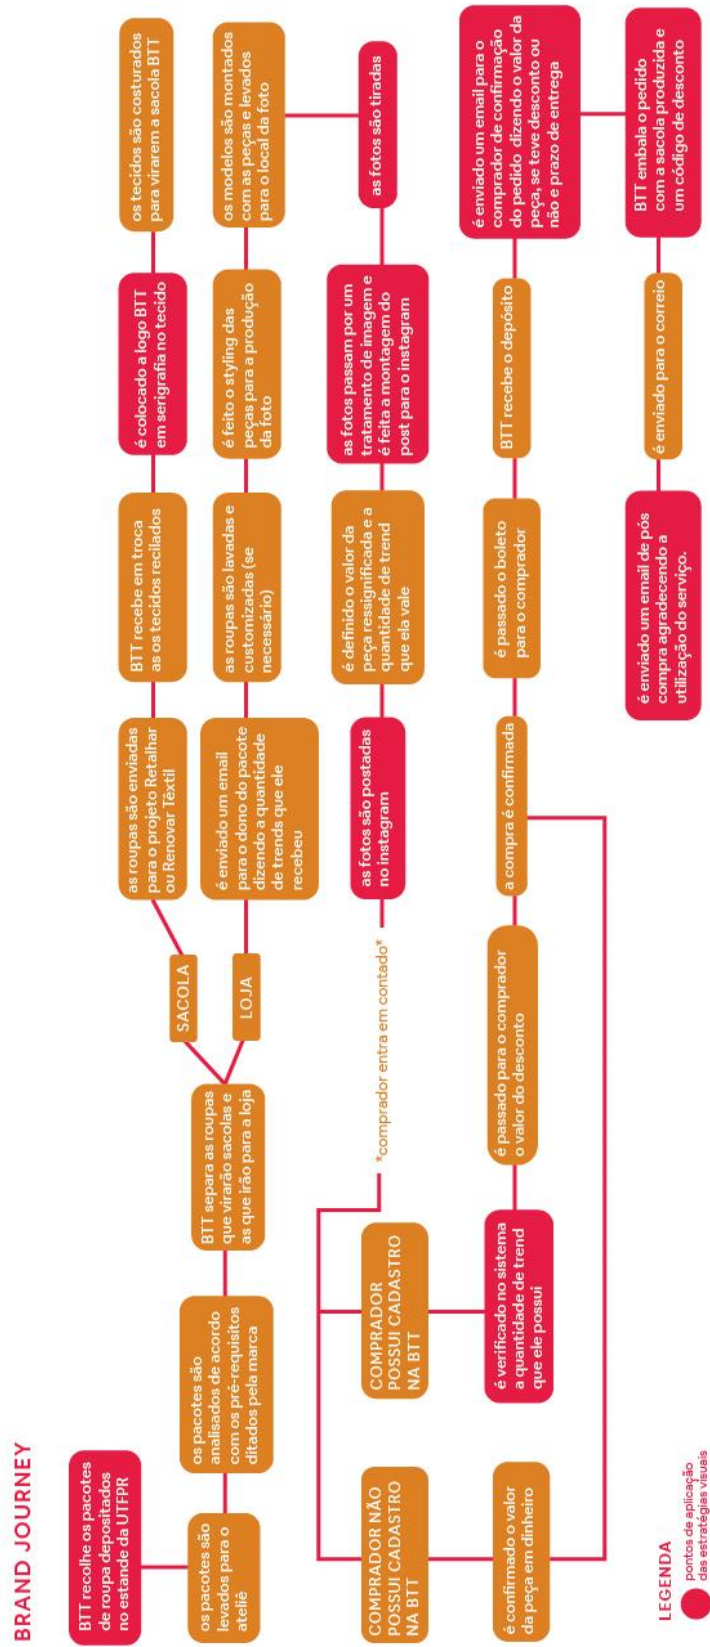 BRAND JOURNEY
BTT recolhe os pacotes
de roupa depositados
no estande da UTFPR
os pacotes são
levados para o
ateliê
os pacotes são
analisados de acordo
com os pré-requisitos
ditados pela marca
BTT separa as roupas
que virarão sacolas e
as que irão para a loja
SACOLA
as roupas são enviadas
para o projeto Retalhar
ou Renovar Têxtil
BTT recebe em troca
as os tecidos recilados
é colocado a logo BTT
em serigrafia no tecido
os tecidos são costurados
para virarem a sacola BTT
LOJA
é enviado um email
para o dono do pacote
dizendo a quantidade
de trends que ele
recebeu
as roupas são lavadas e
customizadas (se
necessário)
é feito o styling das
peças para a produção
da foto
os modelos são montados
com as peças e levados
para o local da foto
as fotos são tiradas
as fotos passam por um
tratamento de imagem e
é feita a montagem do
post para o instagram
é definido o valor da
peça ressignificada e a
quantidade de trend
que ela vale
as fotos são postadas
no instagram
*comprador entra em contado*
COMPRADOR
POSSUI CADASTRO
NA BTT
COMPRADOR NÃO
POSSUI CADASTRO
NA BTT
é confirmado o valor
da peça em dinheiro
é verificado no sistema
a quantidade de trend
que ele possui
é passado para o comprador
o valor do desconto
a compra é confirmada
é passado o boleto
para o comprador
BTT recebe o depósito
é enviado um email para o
comprador de confirmação
do pedido dizendo o valor da
peça, se teve desconto ou
não e prazo de entrega
BTT embala o pedido
com a sacola produzida e
um código de desconto
é enviado para o correio
é enviado um email de pós
compra agradecendo a
utilização do serviço.
LEGENDA
pontos de aplicação
das estratégias visuais